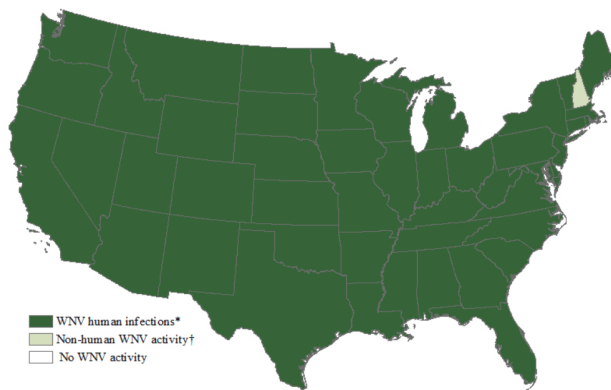 WNV human infections*
Non-human WNV activity†
No WNV activity